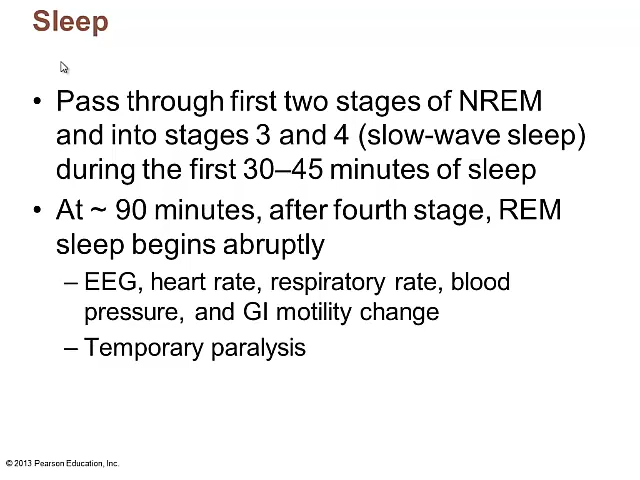 Sleep
• Pass through first two stages of NREM
and into stages 3 and 4 (slow-wave sleep)
during the first 30–45 minutes of sleep
• At ~ 90 minutes, after fourth stage, REM
sleep begins abruptly
– EEG, heart rate, respiratory rate, blood
pressure, and GI motility change
– Temporary paralysis
© 2013 Pearson Education, Inc.